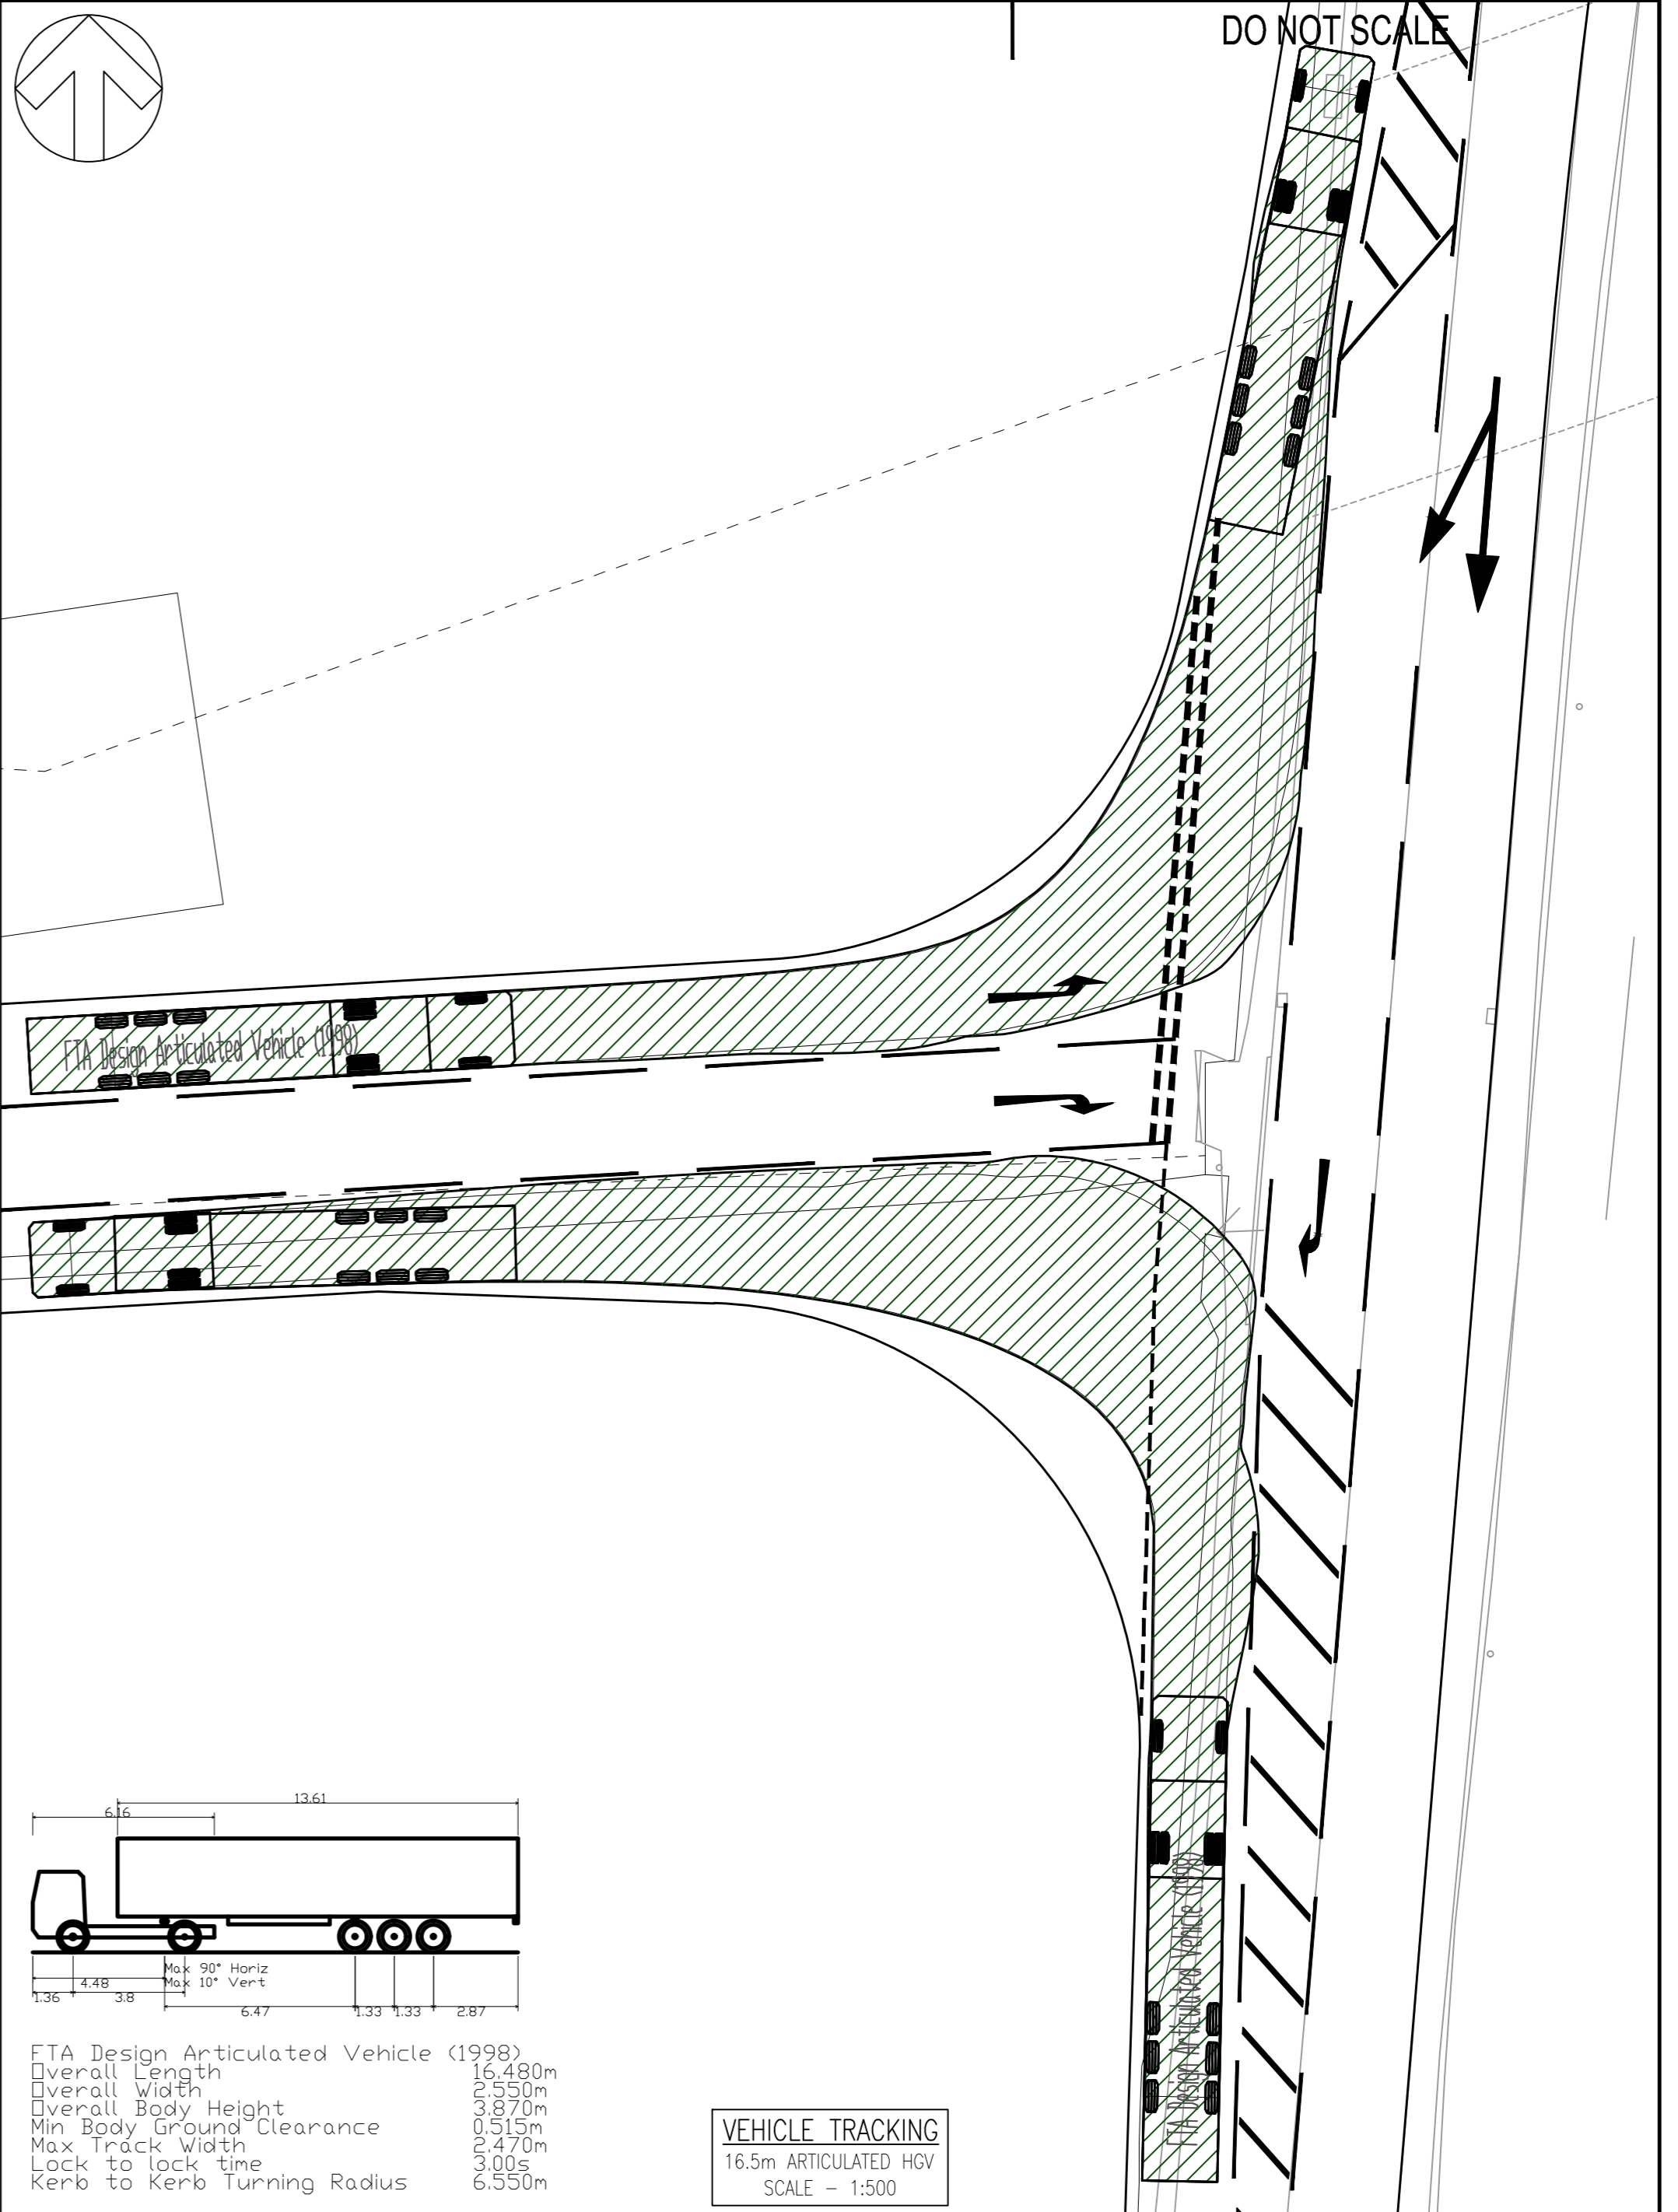 DO NOT SCALE
FTA Design Articulated Vehicle (1998)
13.61
6.16
Max 90° Horiz
Max 10° Vert
4.48
1.36
3.8
6.47
1.33
1.33
2.87
FTA Design Articulated Vehicle (1998)
FTA Design Articulated Vehicle (1998)
Overall Length 16.480m
Overall Width 2.550m
Overall Body Height 3.870m
Min Body Ground Clearance 0.515m
Max Track Width 2.470m
Lock to lock time 3.00s
Kerb to Kerb Turning Radius 6.550m
VEHICLE TRACKING
16.5m ARTICULATED HGV
SCALE - 1:500